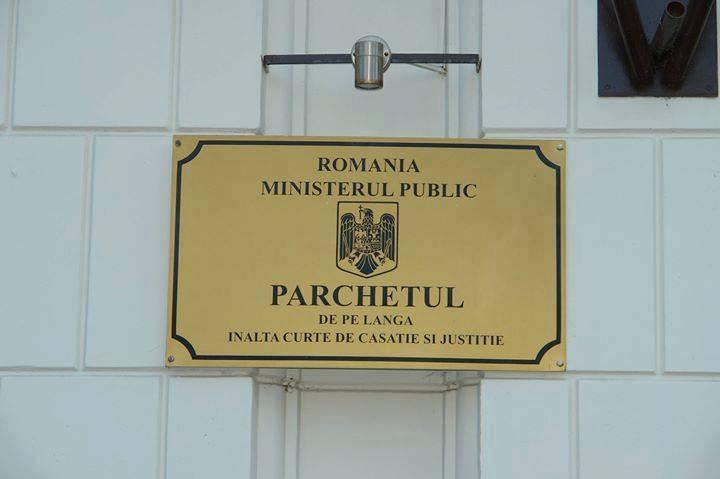 ROMANIA
MINISTERUL PUBLIC
PARCHETUL
DE PE LANGA
INALTA CURTE DE CASATIE SI JUSTITIE